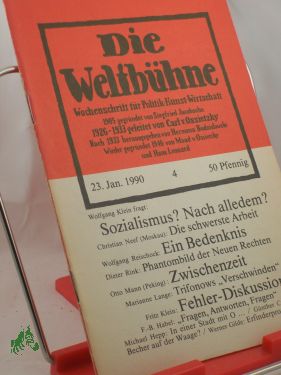 Die
Weltbühne
Wochenschrift für Politik·Kunst·Wirtschaft
1905 gegründet von Siegfried Jacobsohn
1926-1933 geleitet von Carl v. Ossietzky
Nach 1933 herausgegeben von Hermann Budzislawski
Wieder gegründet 1946 von Maud v. Ossietzky
und Hans Leonard
23. Jan. 1990 4 50 Pfennig
Wolfgang Klein fragt:
Sozialismus? Nach alledem?
Christian Neef (Moskau): Die schwerste Arbeit
Wolfgang Reischock: Ein Bedenknis
Dieter Rink: Phantombild der Neuen Rechten
Otto Mann (Peking): Zwischenzeit
Marianne Lange: Trifonows „Verschwinden“
Fritz Klein: Fehler-Diskussion
F.-B. Habel: „Fragen, Antworten, Fragen“
Michael Hepp: In einer Stadt mit O ... / Günther C.
Becher auf der Waage? / Werner Gilde: Erfinderpro